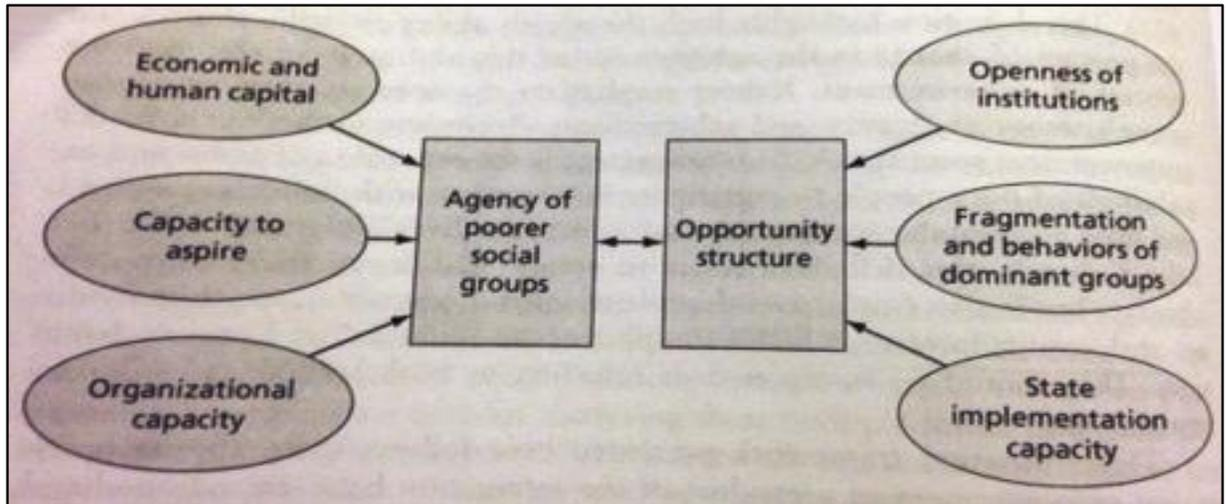 Economic and
human capital
Capacity to
aspire
Organizational
capacity
Agency of
poorer
social
groups
Opportunity
structure
Openness of
institutions
Fragmentation
and behaviors of
dominant groups
State
implementation
capacity